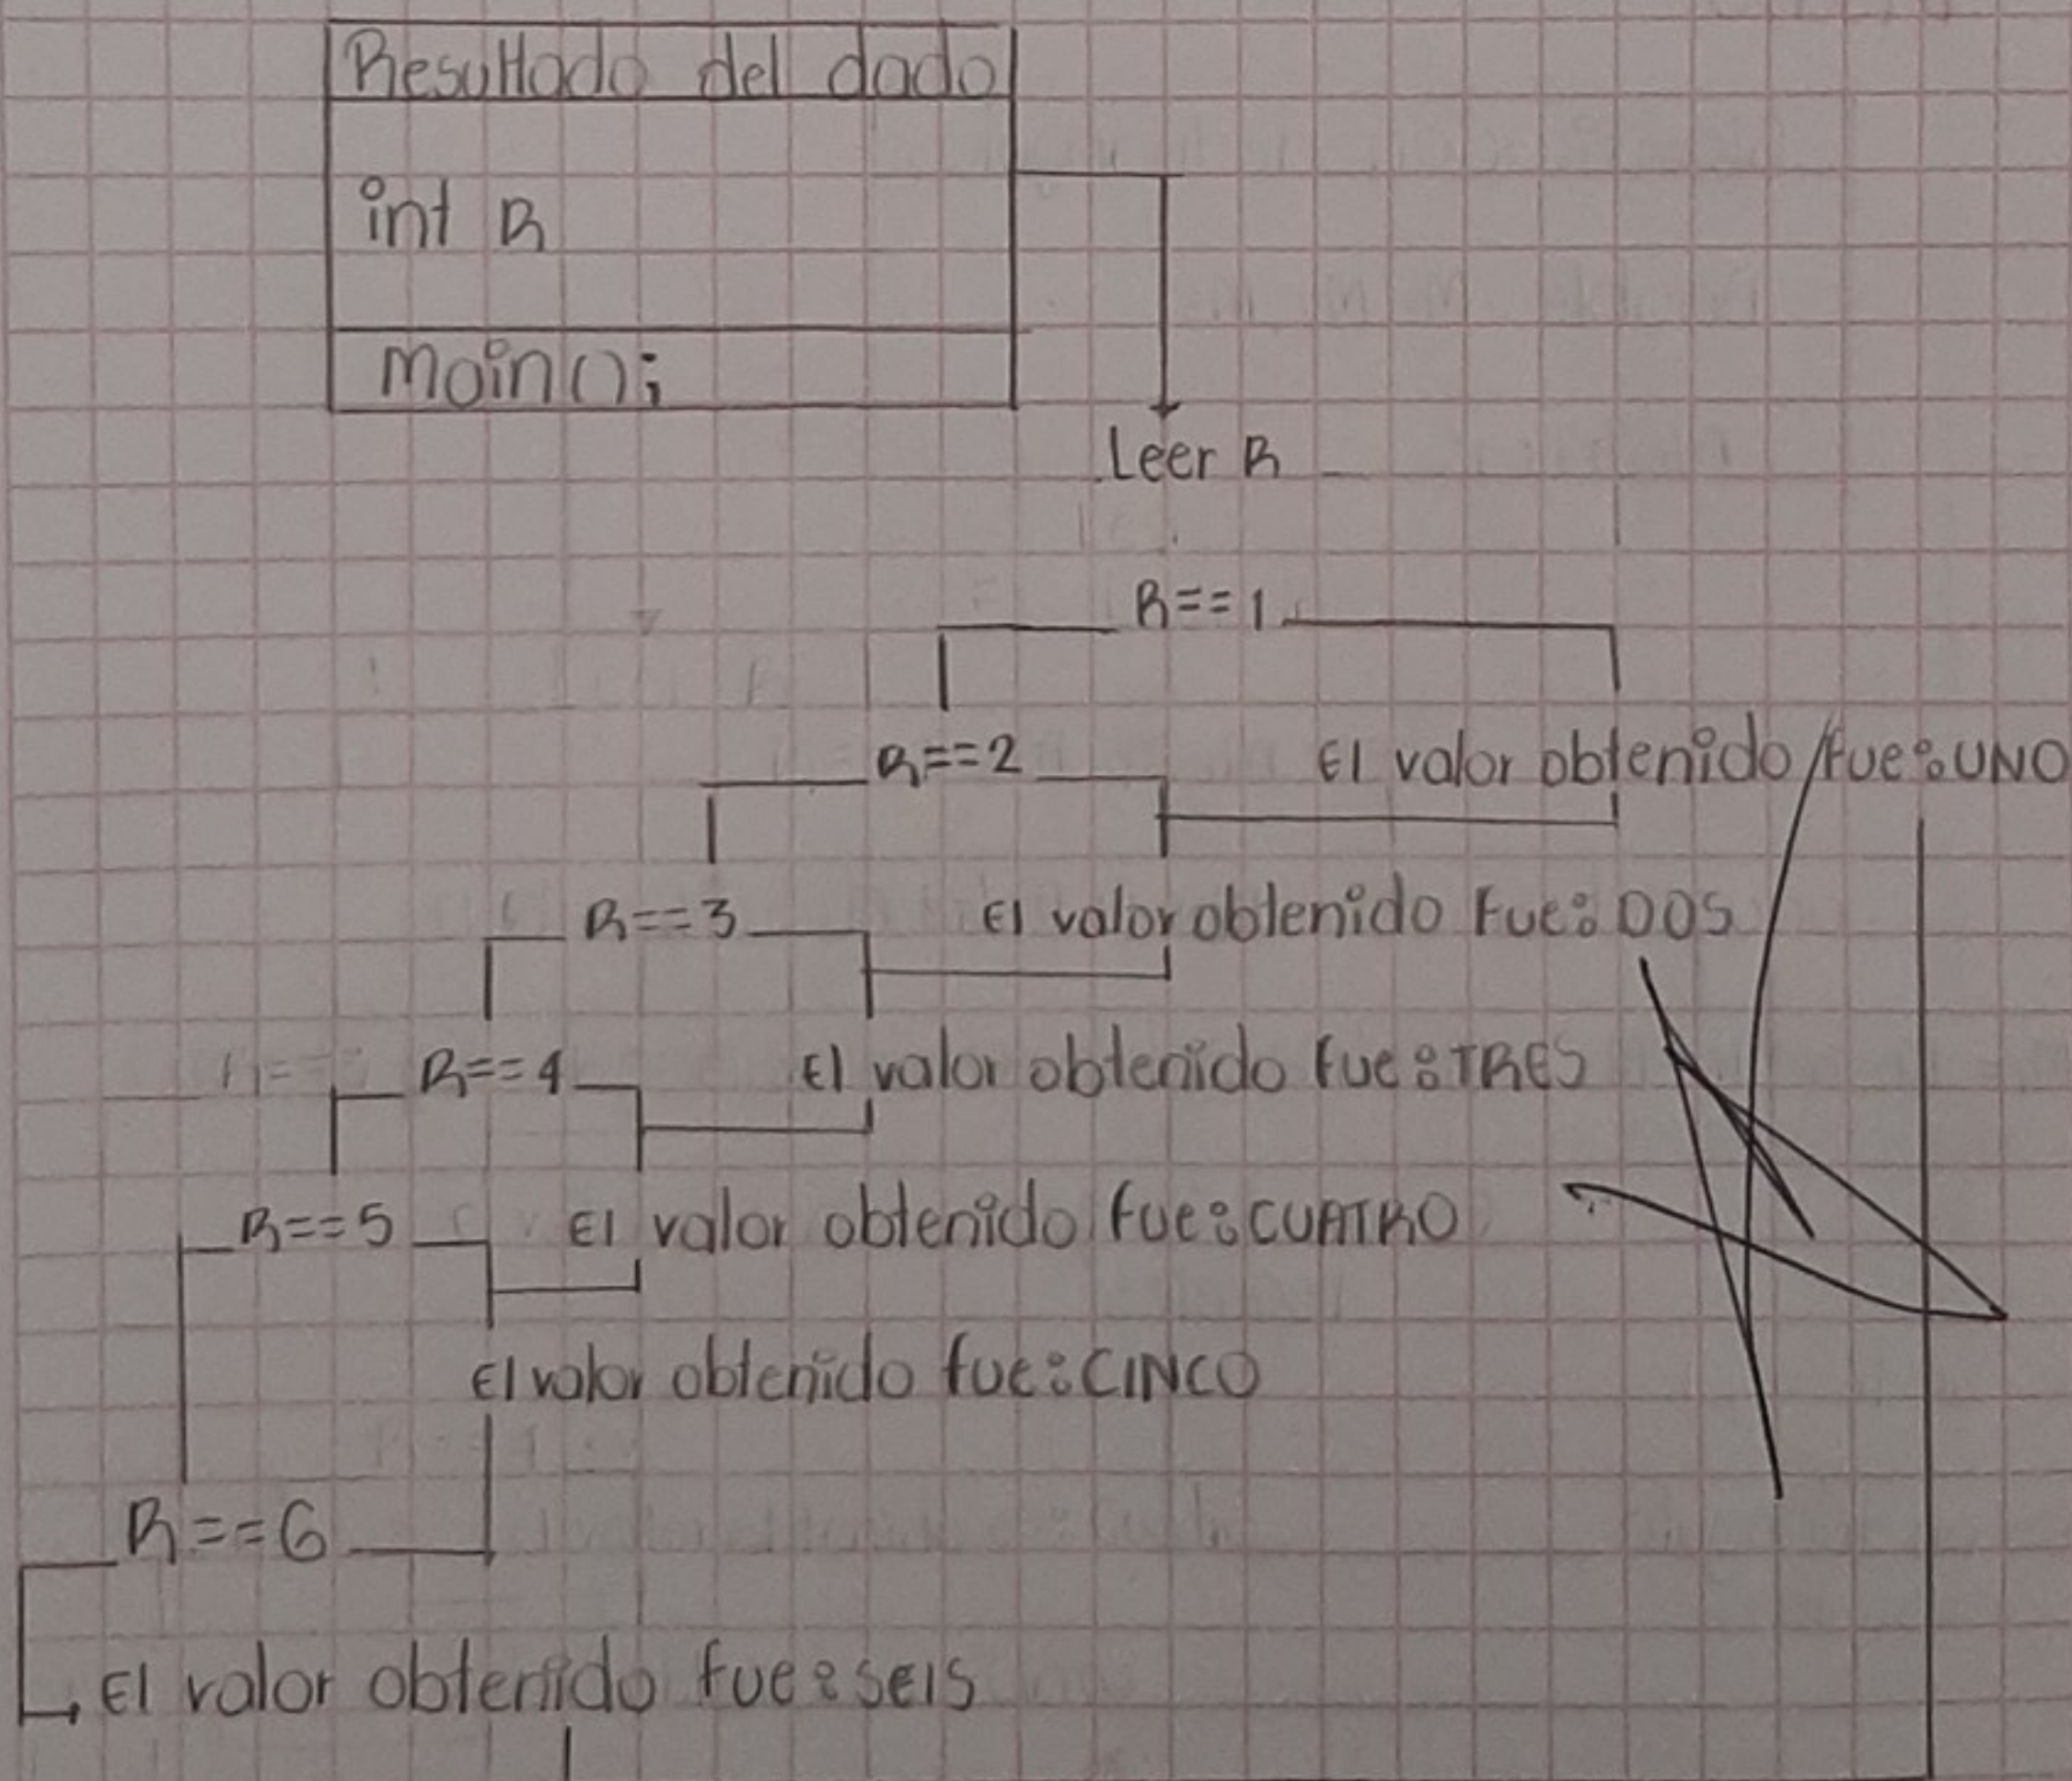 Resultado del dado
int R
main();
Leer R
R==1
R==2
El valor obtenido fue:UNO
R==3
El valor obtenido fue:DOS
R==4
El valor obtenido fue:TRES
R==5
El valor obtenido fue:CUATRO
El valor obtenido fue:CINCO
R==6
El valor obtenido fue:SEIS